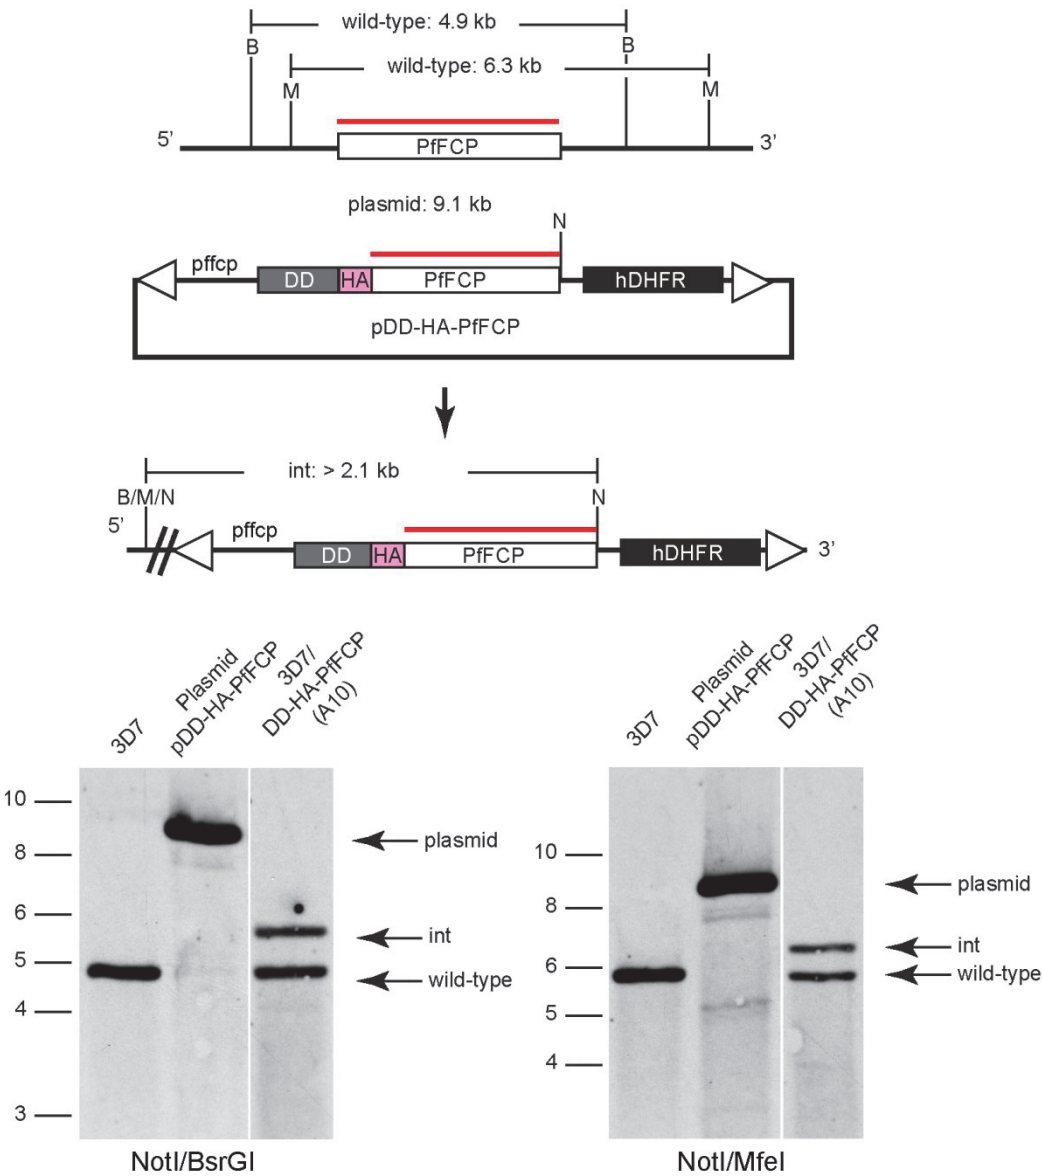 wild-type: 4.9 kb
B
B
wild-type: 6.3 kb
M
M
5’
PfFCP
3’
plasmid: 9.1 kb
N
pffcp
DD
HA
PfFCP
hDHFR
pDD-HA-PfFCP
int: > 2.1 kb
B/M/N
N
5’
pffcp
DD
HA
PfFCP
hDHFR
3’
3D7
Plasmid
pDD-HA-PfFCP
3D7/
DD-HA-PfFCP
(A10)
10
8
6
5
4
3
plasmid
int
wild-type
NotI/BsrGI
3D7
Plasmid
pDD-HA-PfFCP
3D7/
DD-HA-PfFCP
(A10)
10
8
6
5
4
plasmid
int
wild-type
NotI/MfeI